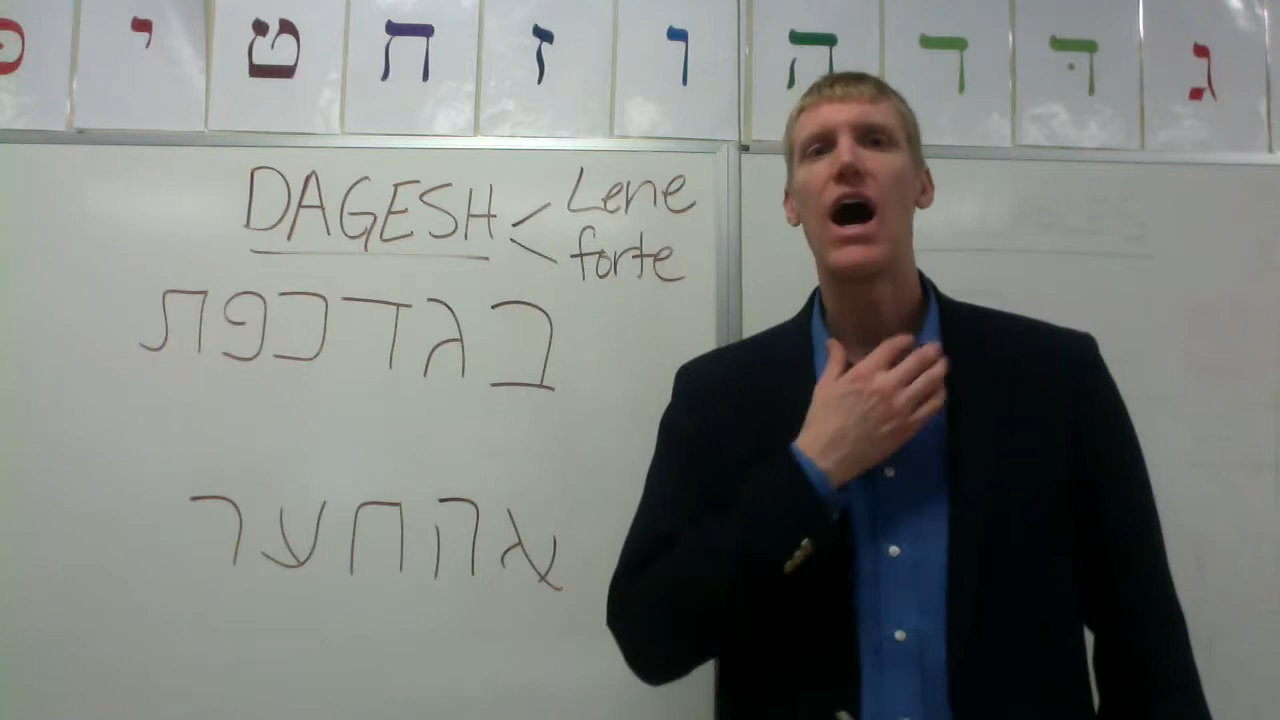 ג דּ ד ה ו ז ח ט י
DAGESH Lene
forte
בגדכפת
אהחער